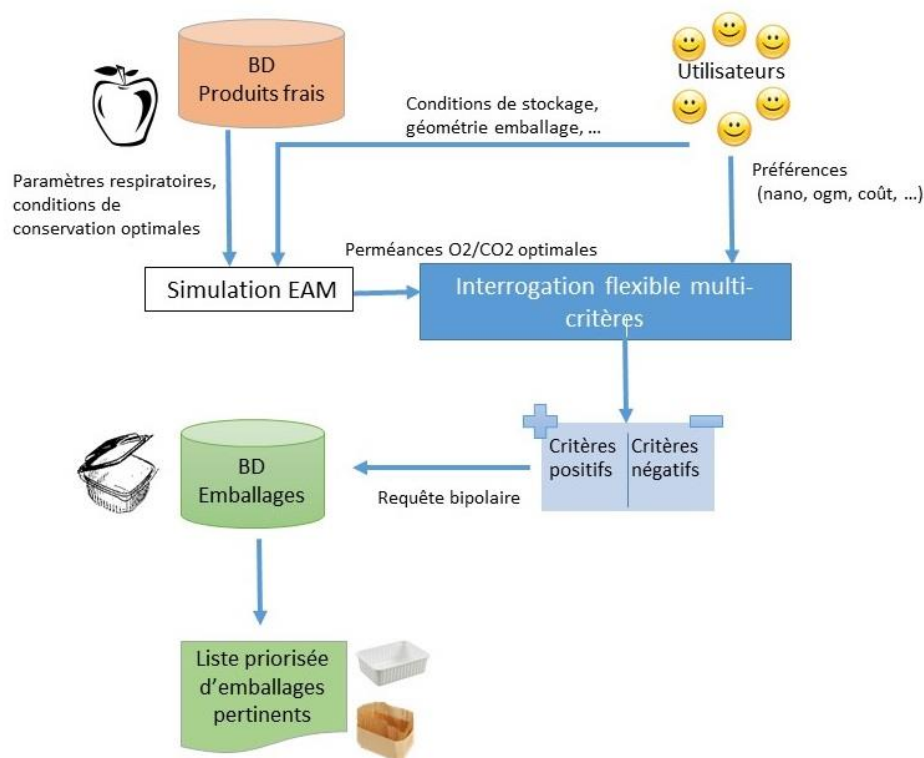 BD
Produits frais
Utilisateurs
Conditions de stockage,
géométrie emballage, ...
Paramètres respiratoires,
conditions de
conservation optimales
Préférences
(nano, ogm, coût, ...)
Perméances O2/CO2 optimales
Simulation EAM
Interrogation flexible multi-
critères
Critères
positifs
Critères
négatifs
BD
Emballages
Requête bipolaire
Liste priorisée
d'emballages
pertinents